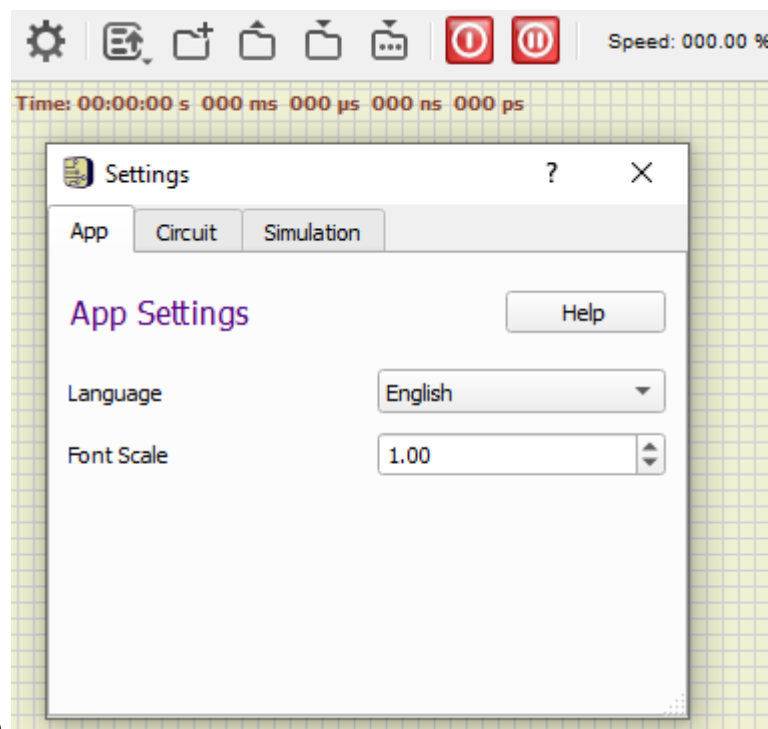 Speed: 000.00 %
Time: 00:00:00 s 000 ms 000 µs 000 ns 000 ps
Settings
?
App Circuit Simulation
App Settings
Help
Language English
Font Scale 1.00